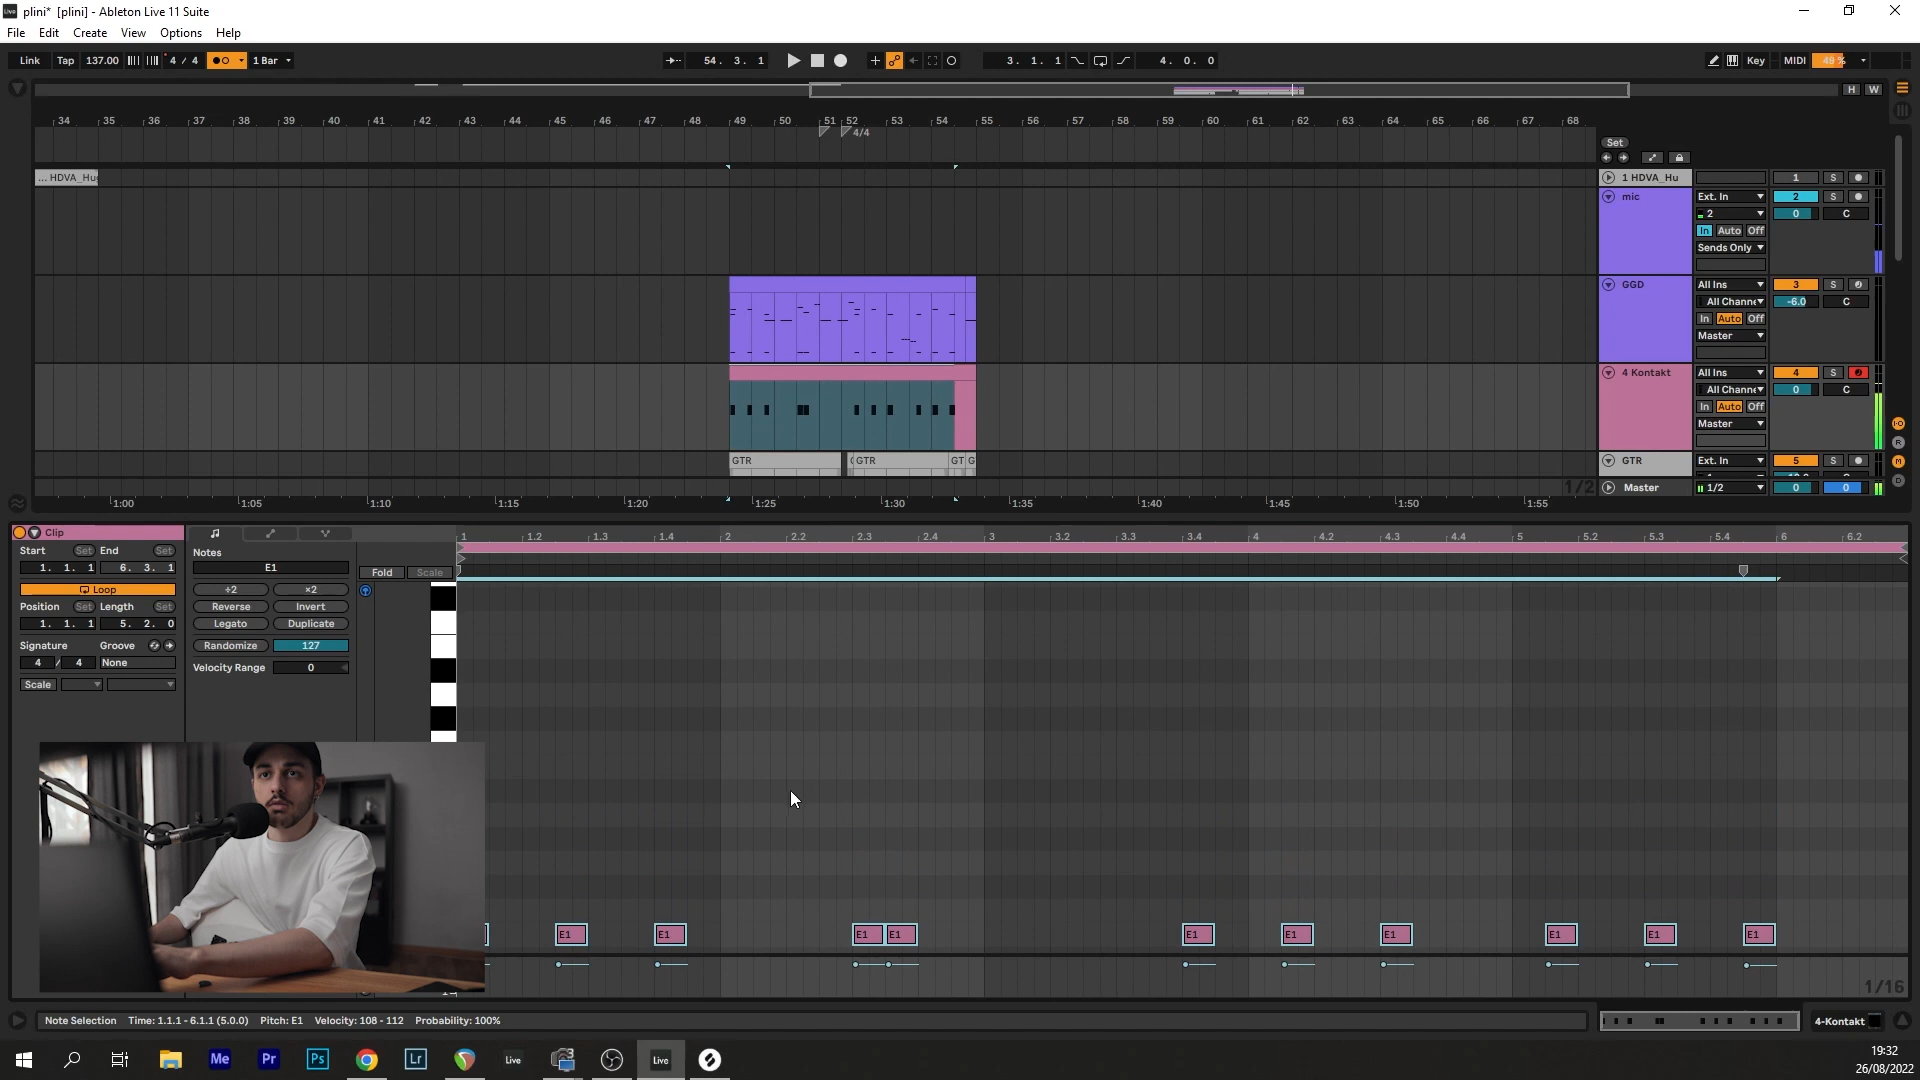 plini* [plini] - Ableton Live 11 Suite
File Edit Create View Options Help
Link Tap 137.00 4 / 4 1 Bar 54. 3. 1 3. 1. 1 4. 0. 0 Key MIDI 49 %
H W
34 35 36 37 38 39 40 41 42 43 44 45 46 47 48 49 50 51 52 53 54 55 56 57 58 59 60 61 62 63 64 65 66 67 68
4/4
Set
... HDVA_Hu 1 HDVA_Hu 1 S
mic Ext. In 2 S
2 0 C
In Auto Off
Sends Only
GGD All Ins 3 S
All Channe -6.0 C
In Auto Off
Master
4 Kontakt All Ins 4 S
All Channe 0 C
In Auto Off
Master
GTR GTR GT G GTR Ext. In 5 S
1/2 Master 1/2 0 0
1:00 1:05 1:10 1:15 1:20 1:25 1:30 1:35 1:40 1:45 1:50 1:55
Clip
Start Set End Set
1. 1. 1 6. 3. 1
Loop
Position Set Length Set
1. 1. 1 5. 2. 0
Signature Groove
4 / 4 None
Scale
Notes
E1
÷2 ×2
Reverse Invert
Legato Duplicate
Randomize 127
Velocity Range 0
Fold Scale
1 1.2 1.3 1.4 2 2.2 2.3 2.4 3 3.2 3.3 3.4 4 4.2 4.3 4.4 5 5.2 5.3 5.4 6 6.2
E1 E1 E1 E1 E1 E1 E1 E1 E1 E1
1/16
Note Selection Time: 1.1.1 - 6.1.1 (5.0.0) Pitch: E1 Velocity: 108 - 112 Probability: 100%
4-Kontakt
Me Pr Ps Lr Live Live
19:32
26/08/2022